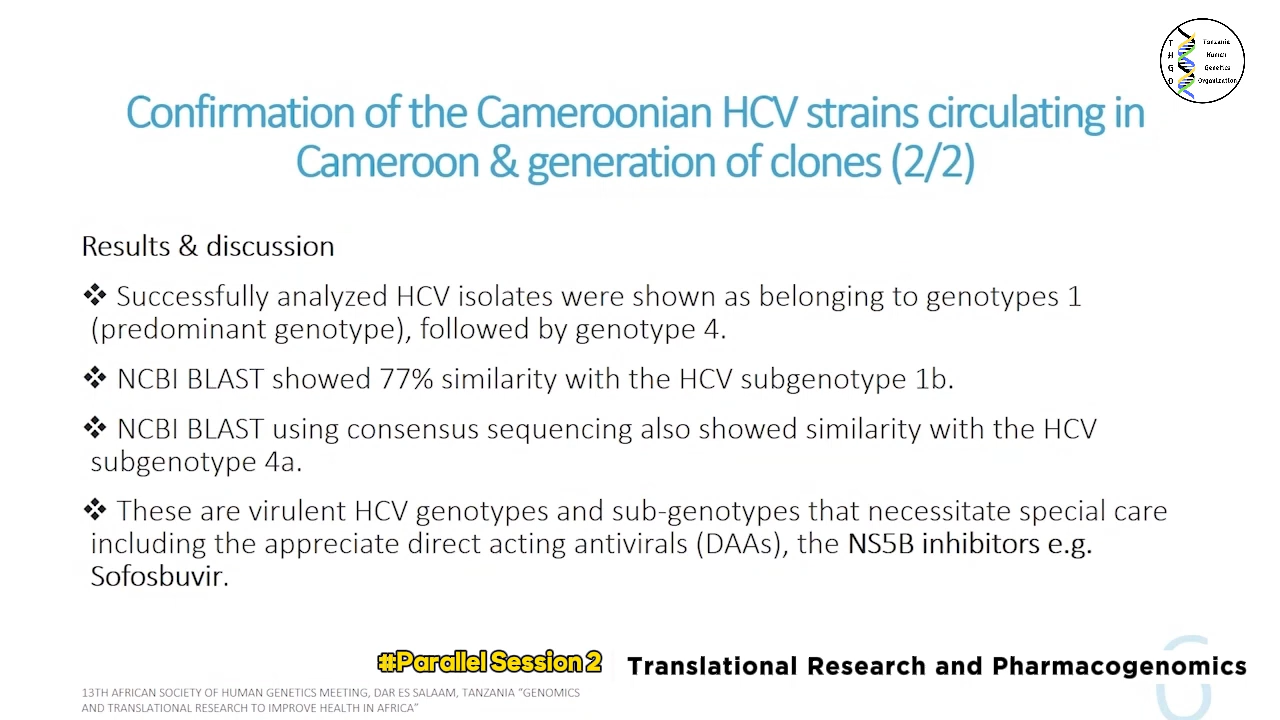 T Tanzania
H Human
G Genetics
O Organization
Confirmation of the Cameroonian HCV strains circulating in
Cameroon & generation of clones (2/2)
Results & discussion
❖ Successfully analyzed HCV isolates were shown as belonging to genotypes 1
(predominant genotype), followed by genotype 4.
❖ NCBI BLAST showed 77% similarity with the HCV subgenotype 1b.
❖ NCBI BLAST using consensus sequencing also showed similarity with the HCV
subgenotype 4a.
❖ These are virulent HCV genotypes and sub-genotypes that necessitate special care
including the appreciate direct acting antivirals (DAAs), the NS5B inhibitors e.g.
Sofosbuvir.
#Parallel Session 2 Translational Research and Pharmacogenomics
13TH AFRICAN SOCIETY OF HUMAN GENETICS MEETING, DAR ES SALAAM, TANZANIA “GENOMICS
AND TRANSLATIONAL RESEARCH TO IMPROVE HEALTH IN AFRICA”